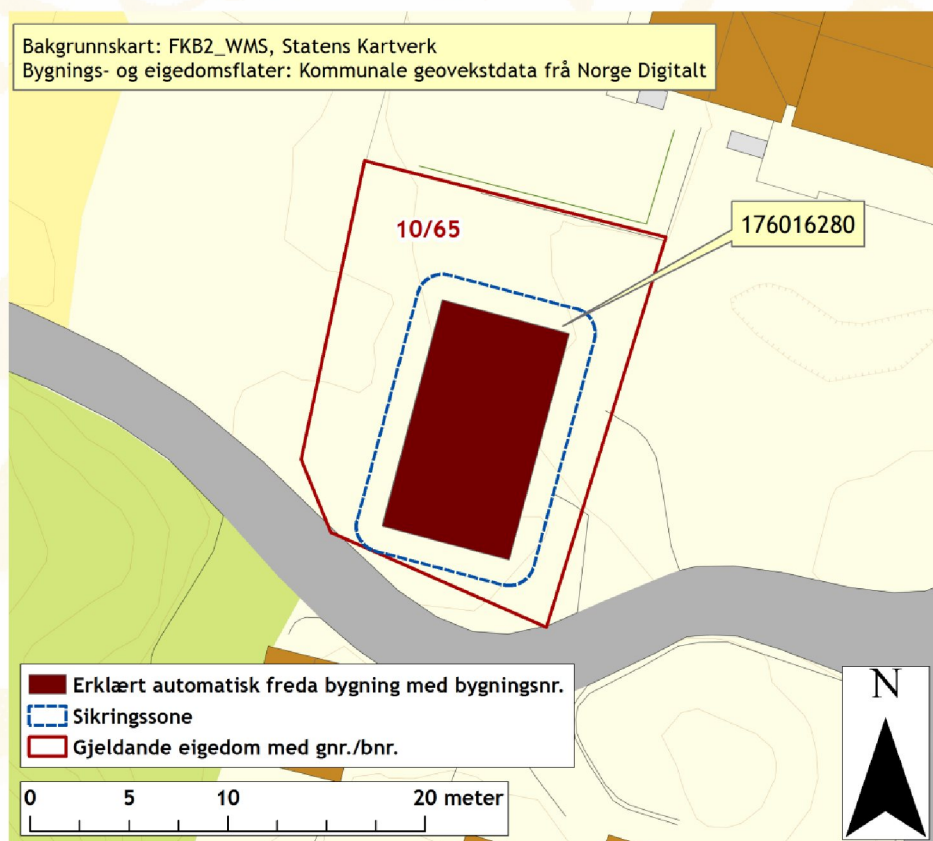 Bakgrunnskart: FKB2_WMS, Statens Kartverk
Bygnings- og eigedomsflater: Kommunale geovekstdata frå Norge Digitalt
10/65
176016280
Erklært automatisk freda bygning med bygningsnr.
Sikringssone
Gjeldande eigedom med gnr./bnr.
0 5 10 20 meter
N